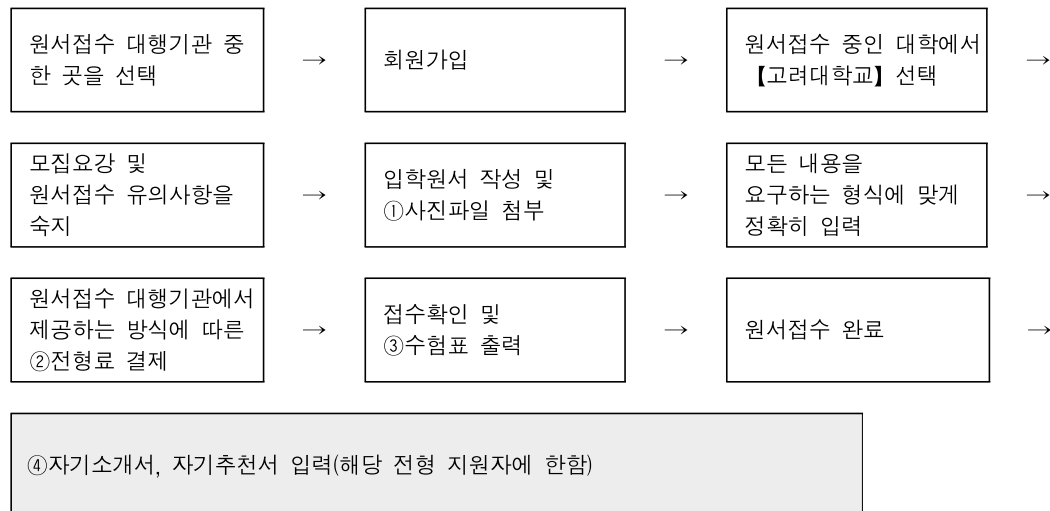 원서접수 대행기관 중
한 곳을 선택
→
회원가입
→
원서접수 중인 대학에서
【고려대학교】 선택
→
모집요강 및
원서접수 유의사항을
숙지
→
입학원서 작성 및
①사진파일 첨부
→
모든 내용을
요구하는 형식에 맞게
정확히 입력
→
원서접수 대행기관에서
제공하는 방식에 따른
②전형료 결제
→
접수확인 및
③수험표 출력
→
원서접수 완료
→
④자기소개서, 자기추천서 입력(해당 전형 지원자에 한함)